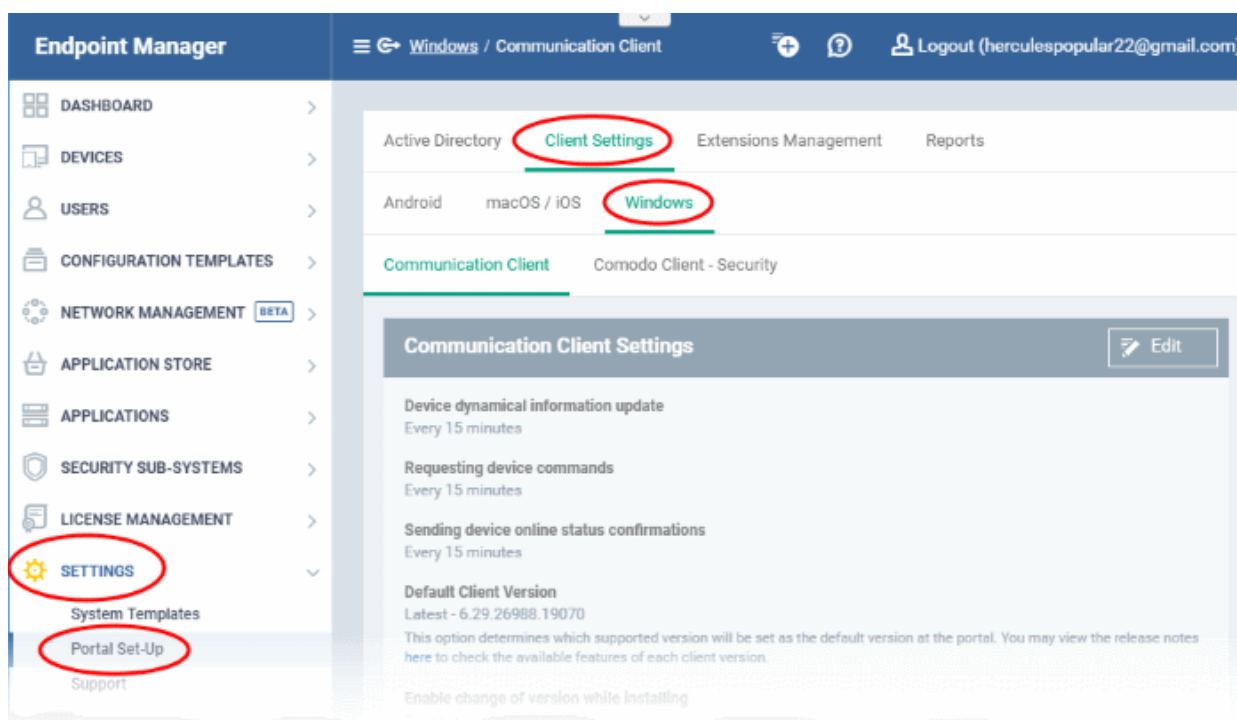 Endpoint Manager
Windows / Communication Client
Logout (herculespopular22@gmail.com)
DASHBOARD
DEVICES
USERS
CONFIGURATION TEMPLATES
NETWORK MANAGEMENT BETA
APPLICATION STORE
APPLICATIONS
SECURITY SUB-SYSTEMS
LICENSE MANAGEMENT
SETTINGS
System Templates
Portal Set-Up
Support
Active Directory Client Settings Extensions Management Reports
Android macOS / iOS Windows
Communication Client Comodo Client - Security
Communication Client Settings Edit
Device dynamical information update
Every 15 minutes
Requesting device commands
Every 15 minutes
Sending device online status confirmations
Every 15 minutes
Default Client Version
Latest - 6.29.26988.19070
This option determines which supported version will be set as the default version at the portal. You may view the release notes
here to check the available features of each client version.
Enable change of version while installing